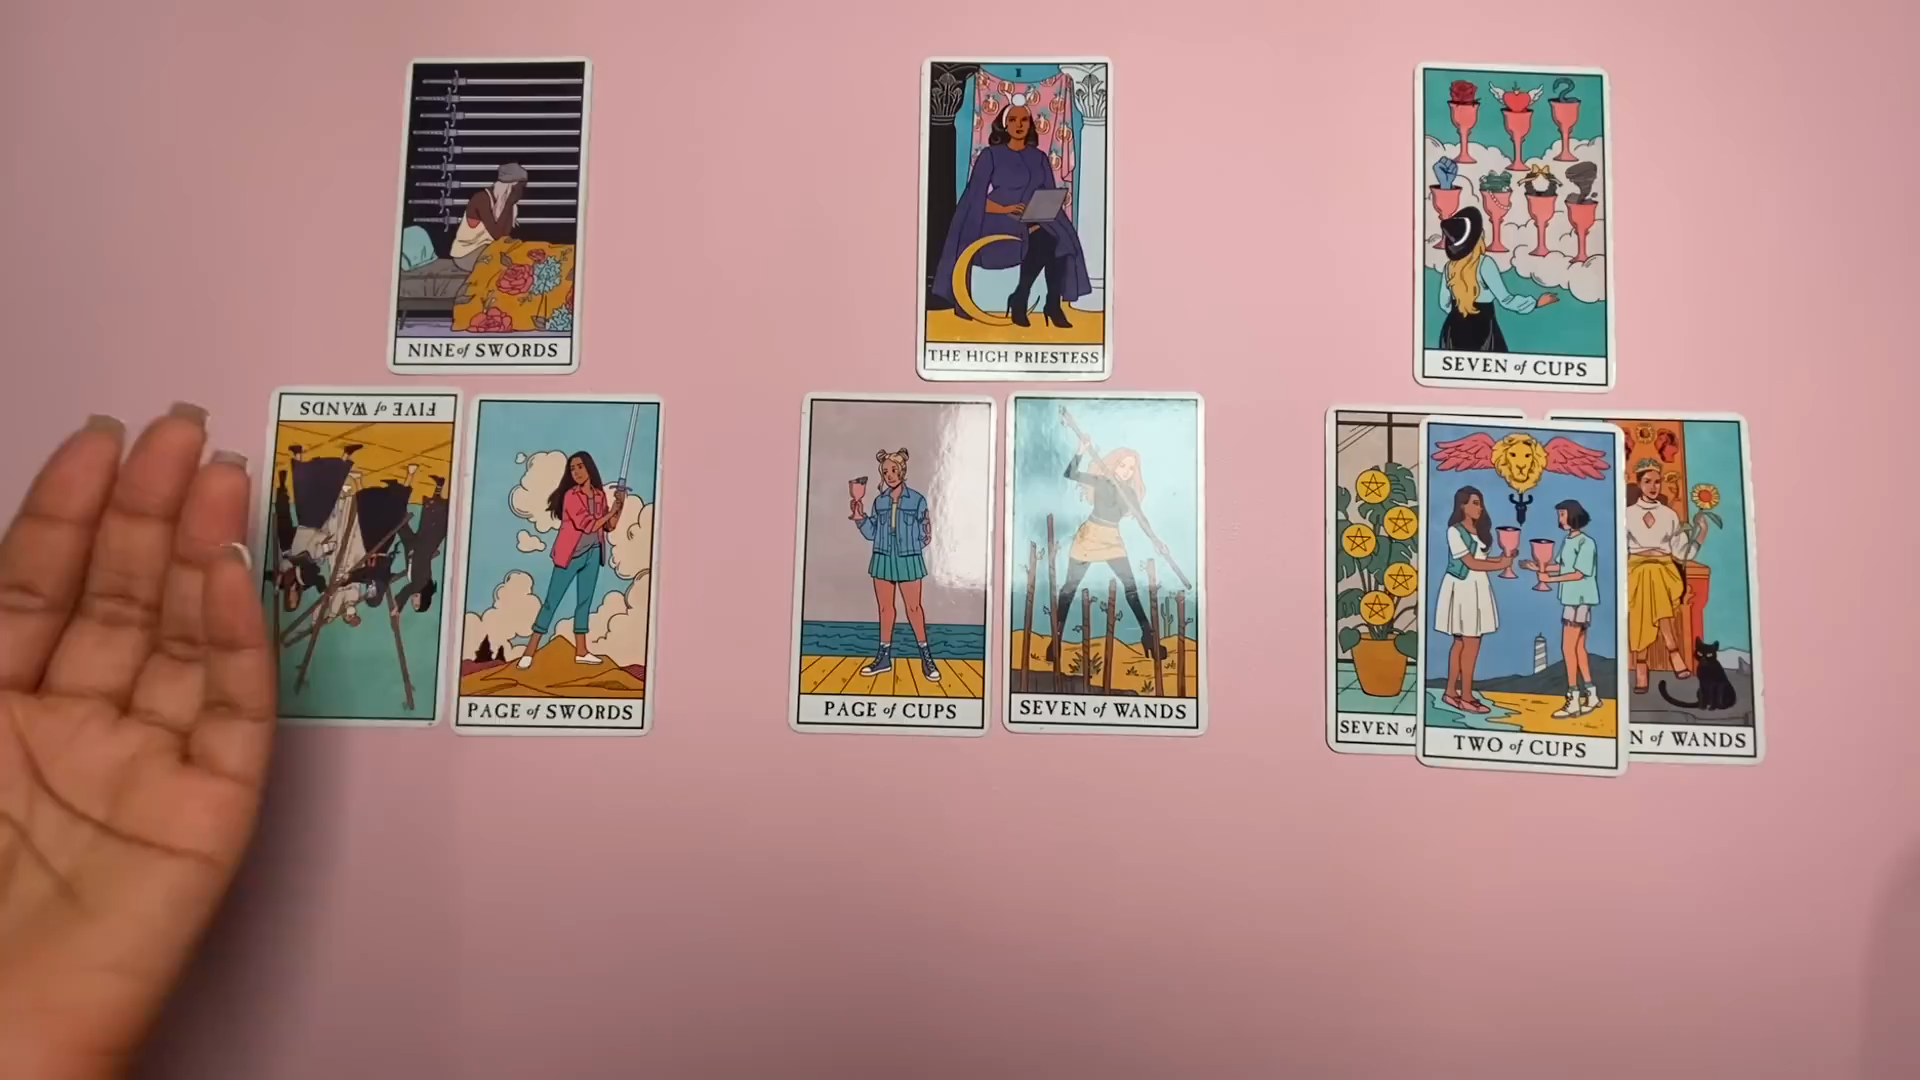 NINE of SWORDS
THE HIGH PRIESTESS
SEVEN of CUPS
FIVE of WANDS
PAGE of SWORDS
PAGE of CUPS
SEVEN of WANDS
SEVEN of
TWO of CUPS
N of WANDS